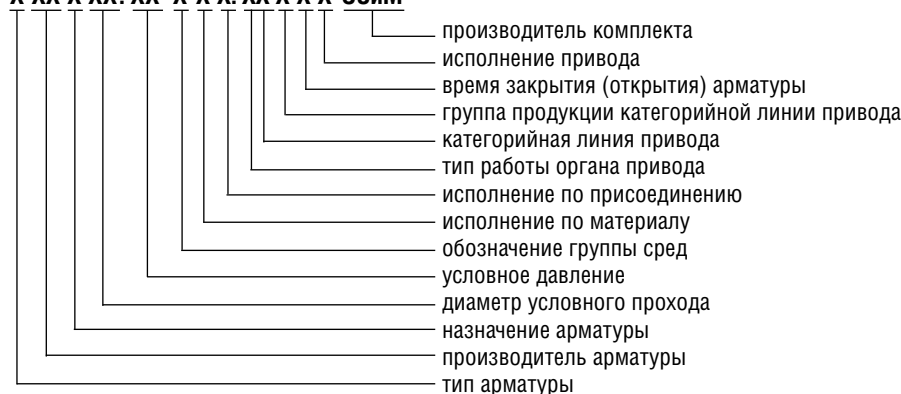 производитель комплекта
исполнение привода
время закрытия (открытия) арматуры
группа продукции категорийной линии привода
категорийная линия привода
тип работы органа привода
исполнение по присоединению
исполнение по материалу
обозначение группы сред
условное давление
диаметр условного прохода
назначение арматуры
производитель арматуры
тип арматуры